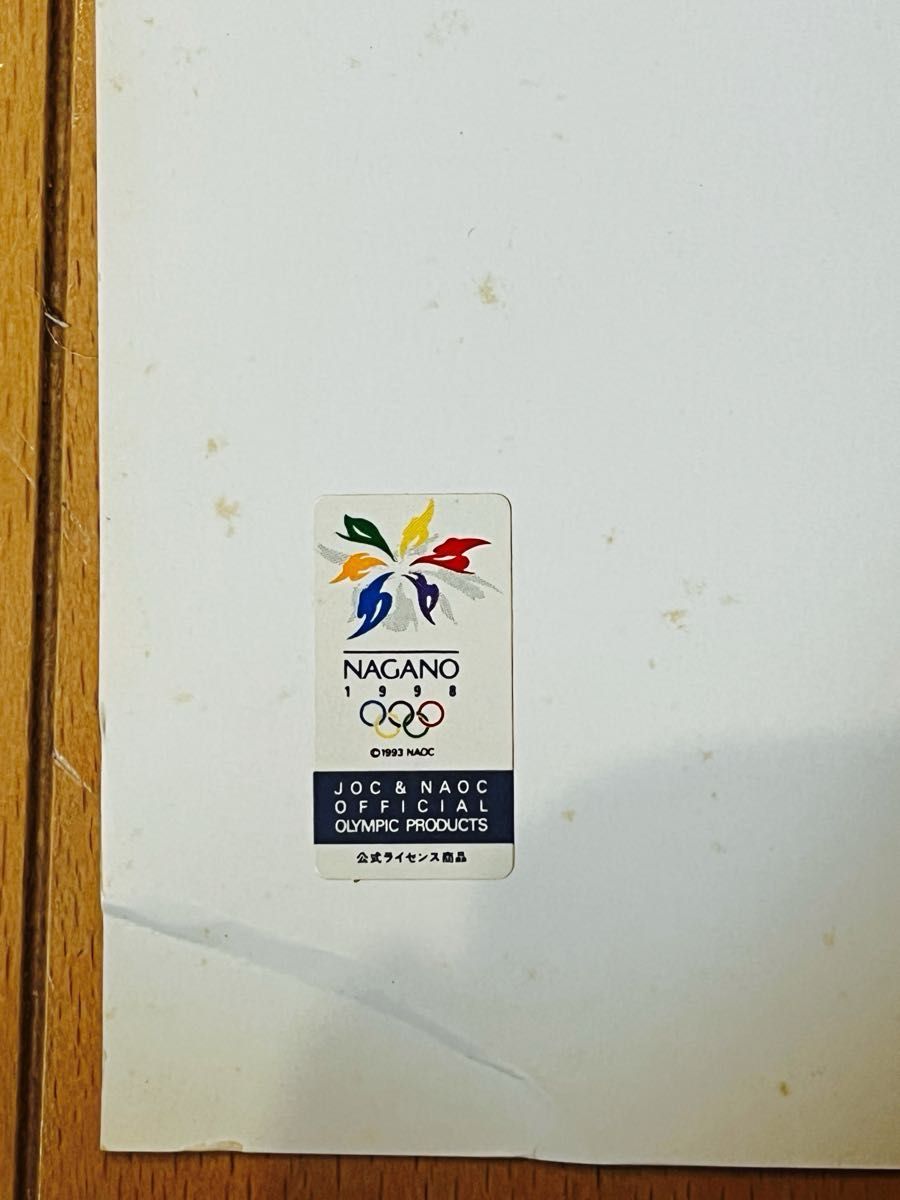 NAGANO
1998
©1993 NAOC
JOC & NAOC
OFFICIAL
OLYMPIC PRODUCTS
公式ライセンス商品